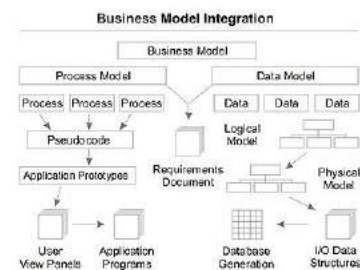 Business Model Integration
Business Model
Process Model
Data Model
Process
Process
Process
Data
Data
Data
Pseudocode
Logical
Model
Application Prototypes
Requirements
Document
Physical
Model
User
View Panels
Application
Programs
Database
Generation
I/O Data
Structures